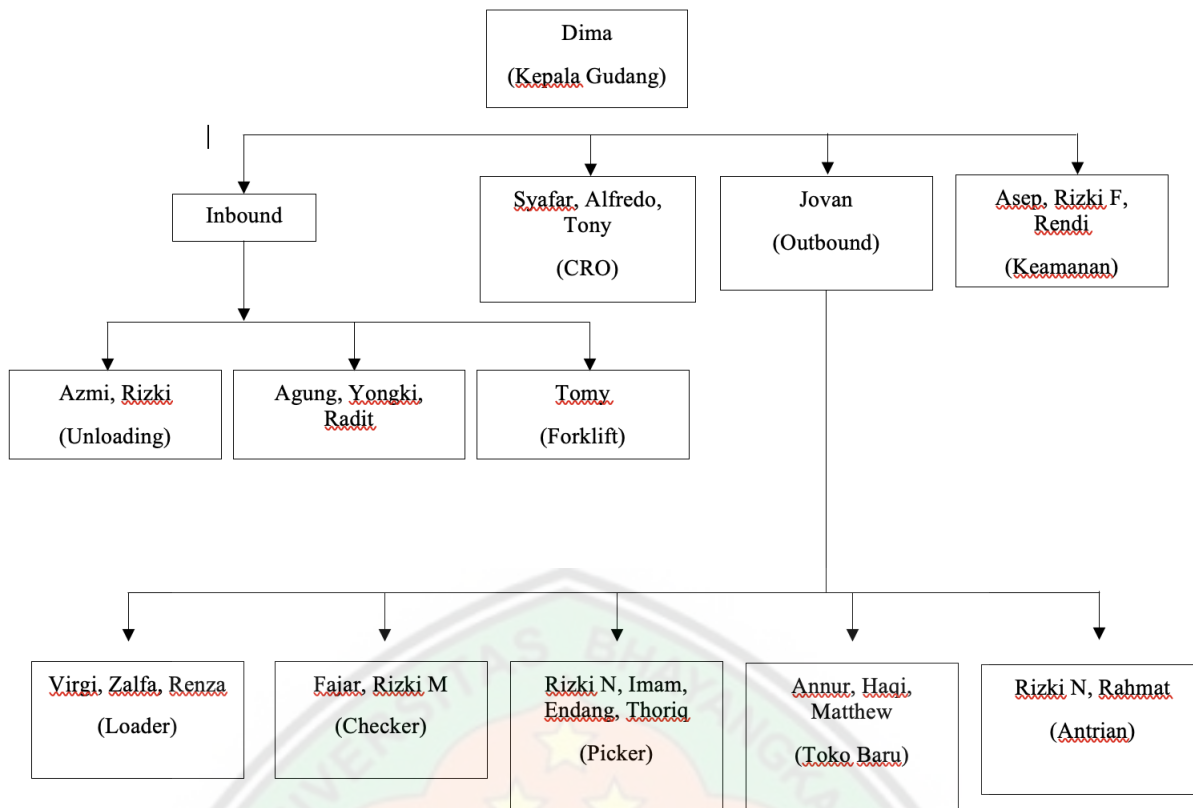 Dima
(Kepala Gudang)
Inbound
Syafar, Alfredo,
Tony
(CRO)
Jovan
(Outbound)
Asep, Rizki F,
Rendi
(Keamanan)
Azmi, Rizki
(Unloading)
Agung, Yongki,
Radit
Tomy
(Forklift)
Virgi, Zalfa, Renza
(Loader)
Fajar, Rizki M
(Checker)
Rizki N, Imam,
Endang, Thoriq
(Picker)
Annur, Haqi,
Matthew
(Toko Baru)
Rizki N, Rahmat
(Antrian)
UNIVERSITAS BHAYANGKA